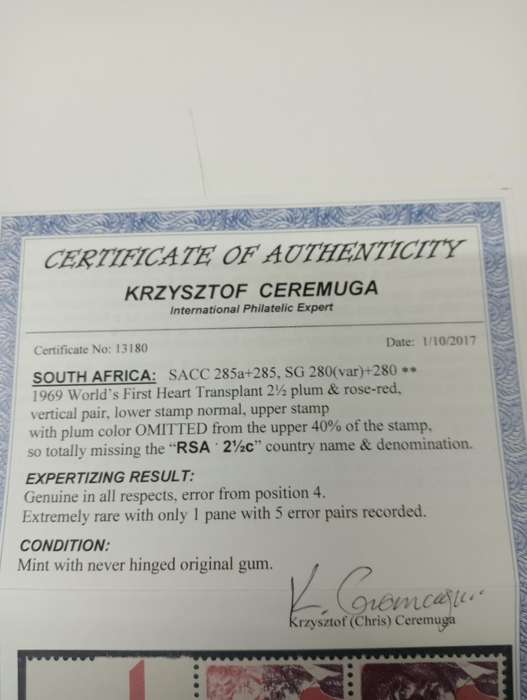 CERTIFICATE OF AUTHENTICITY
KRZYSZTOF CEREMUGA
International Philatelic Expert
Certificate No: 13180 Date: 1/10/2017
SOUTH AFRICA: SACC 285a+285, SG 280(var)+280 **
1969 World's First Heart Transplant 2½ plum & rose-red,
vertical pair, lower stamp normal, upper stamp
with plum color OMITTED from the upper 40% of the stamp,
so totally missing the “RSA · 2½c” country name & denomination.
EXPERTIZING RESULT:
Genuine in all respects, error from position 4.
Extremely rare with only 1 pane with 5 error pairs recorded.
CONDITION:
Mint with never hinged original gum.
K. Ceremuga
Krzysztof (Chris) Ceremuga